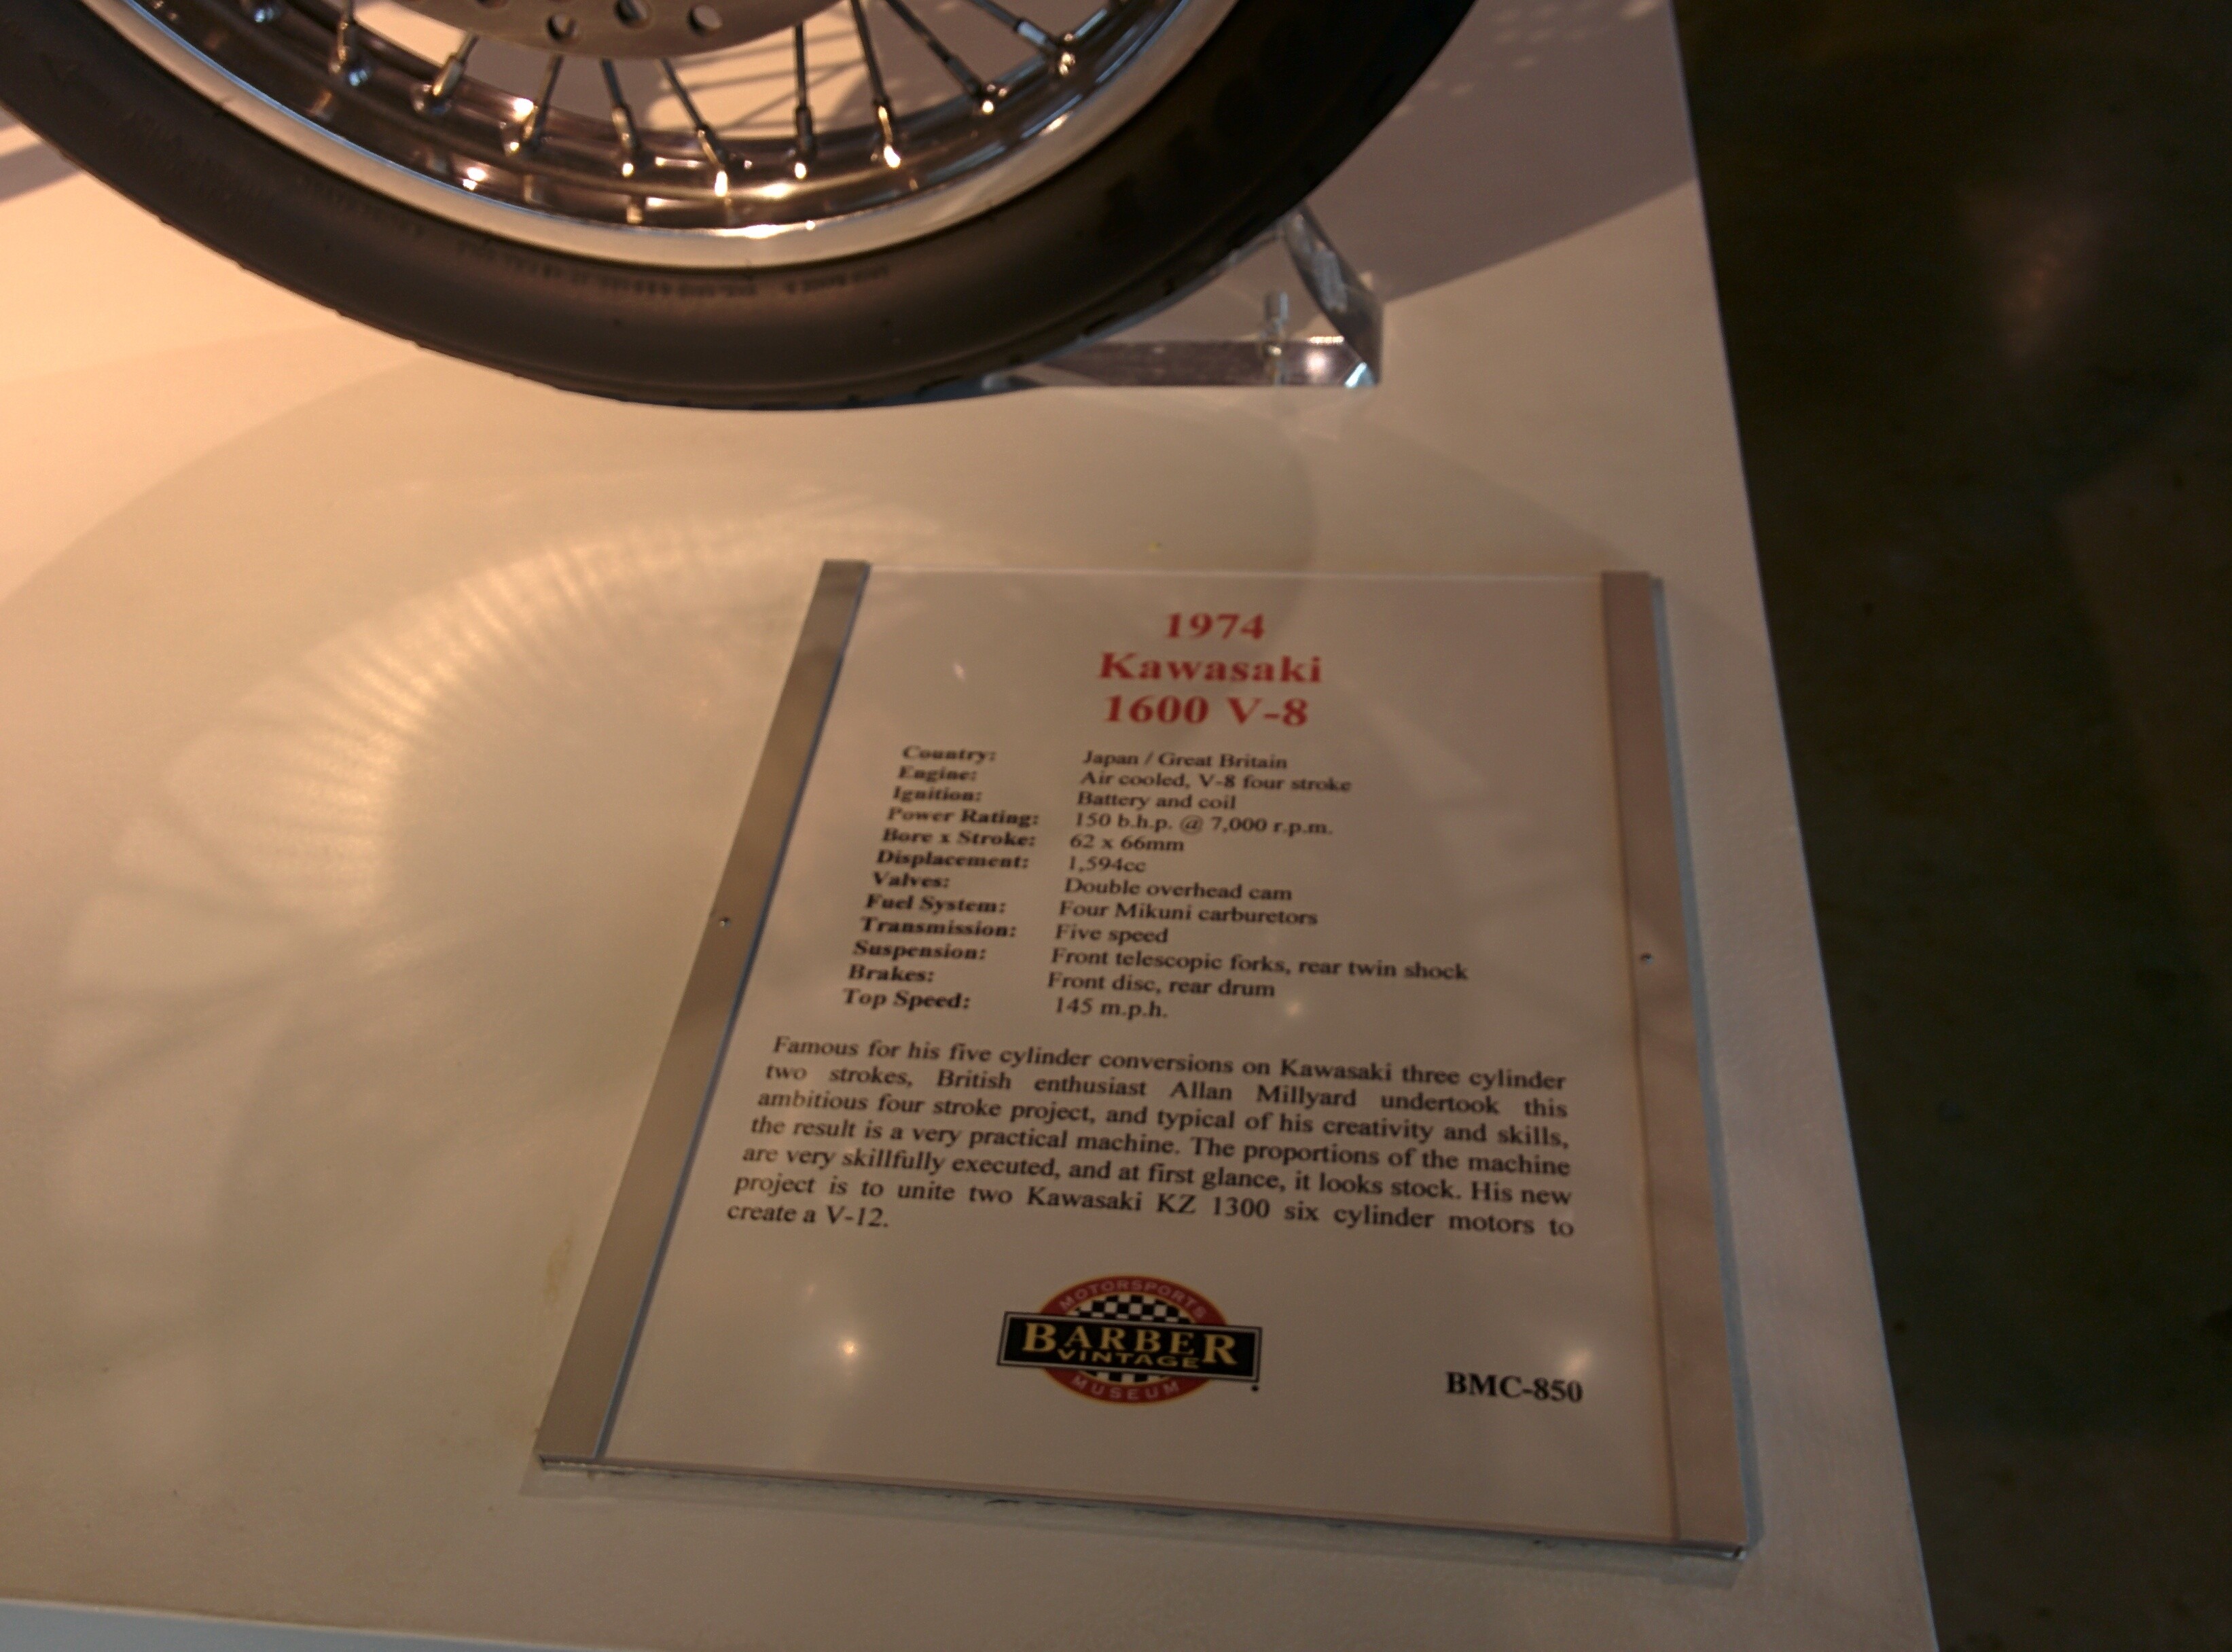 1974
Kawasaki
1600 V-8
Country: Japan / Great Britain
Engine: Air cooled, V-8 four stroke
Ignition: Battery and coil
Power Rating: 150 b.h.p. @ 7,000 r.p.m.
Bore x Stroke: 62 x 66mm
Displacement: 1,594cc
Valves: Double overhead cam
Fuel System: Four Mikuni carburetors
Transmission: Five speed
Suspension: Front telescopic forks, rear twin shock
Brakes: Front disc, rear drum
Top Speed: 145 m.p.h.
Famous for his five cylinder conversions on Kawasaki three cylinder
two strokes, British enthusiast Allan Millyard undertook this
ambitious four stroke project, and typical of his creativity and skills,
the result is a very practical machine. The proportions of the machine
are very skillfully executed, and at first glance, it looks stock. His new
project is to unite two Kawasaki KZ 1300 six cylinder motors to
create a V-12.
MOTORSPORTS
BARBER
VINTAGE
MUSEUM
BMC-850